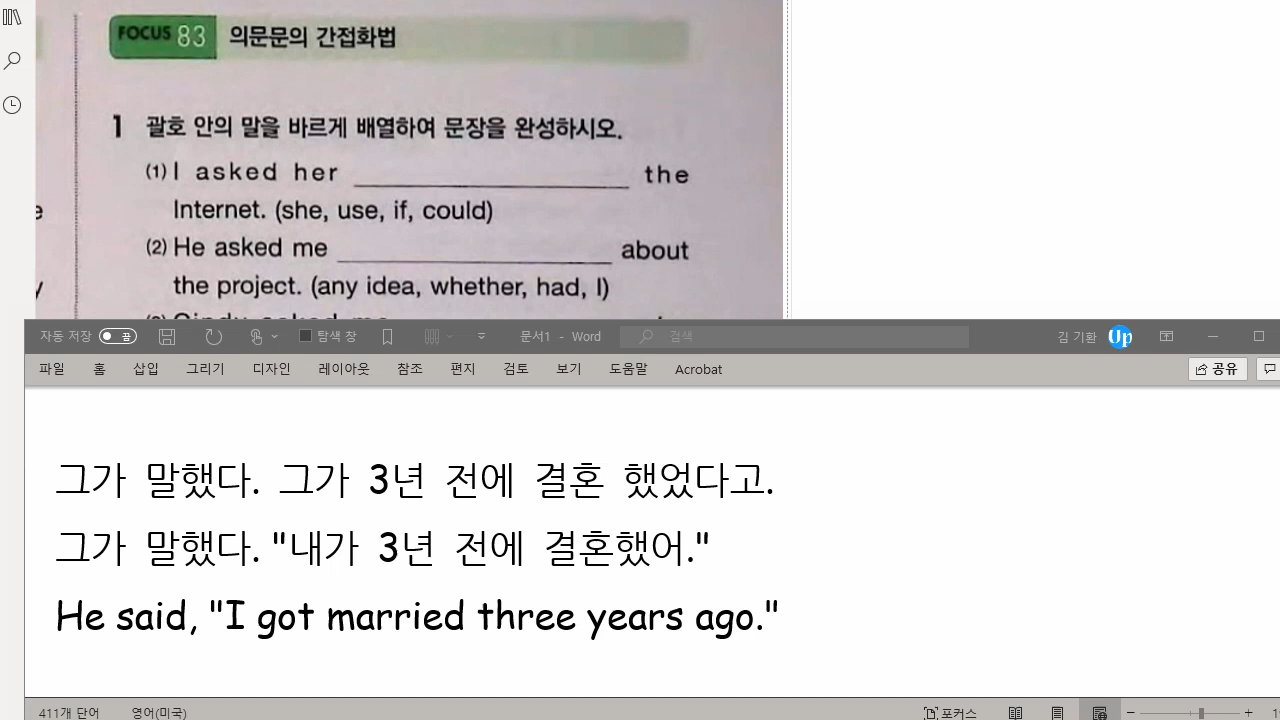 FOCUS 83 의문문의 간접화법
1 괄호 안의 말을 바르게 배열하여 문장을 완성하시오.
(1) I asked her ____________ the
Internet. (she, use, if, could)
(2) He asked me ____________ about
the project. (any idea, whether, had, I)
자동 저장 끔 탐색 창 문서1 - Word 검색 김 기환 Up
파일 홈 삽입 그리기 디자인 레이아웃 참조 편지 검토 보기 도움말 Acrobat 공유
그가 말했다. 그가 3년 전에 결혼 했었다고.
그가 말했다. "내가 3년 전에 결혼했어."
He said, "I got married three years ago."
411개 단어 영어(미국) 포커스